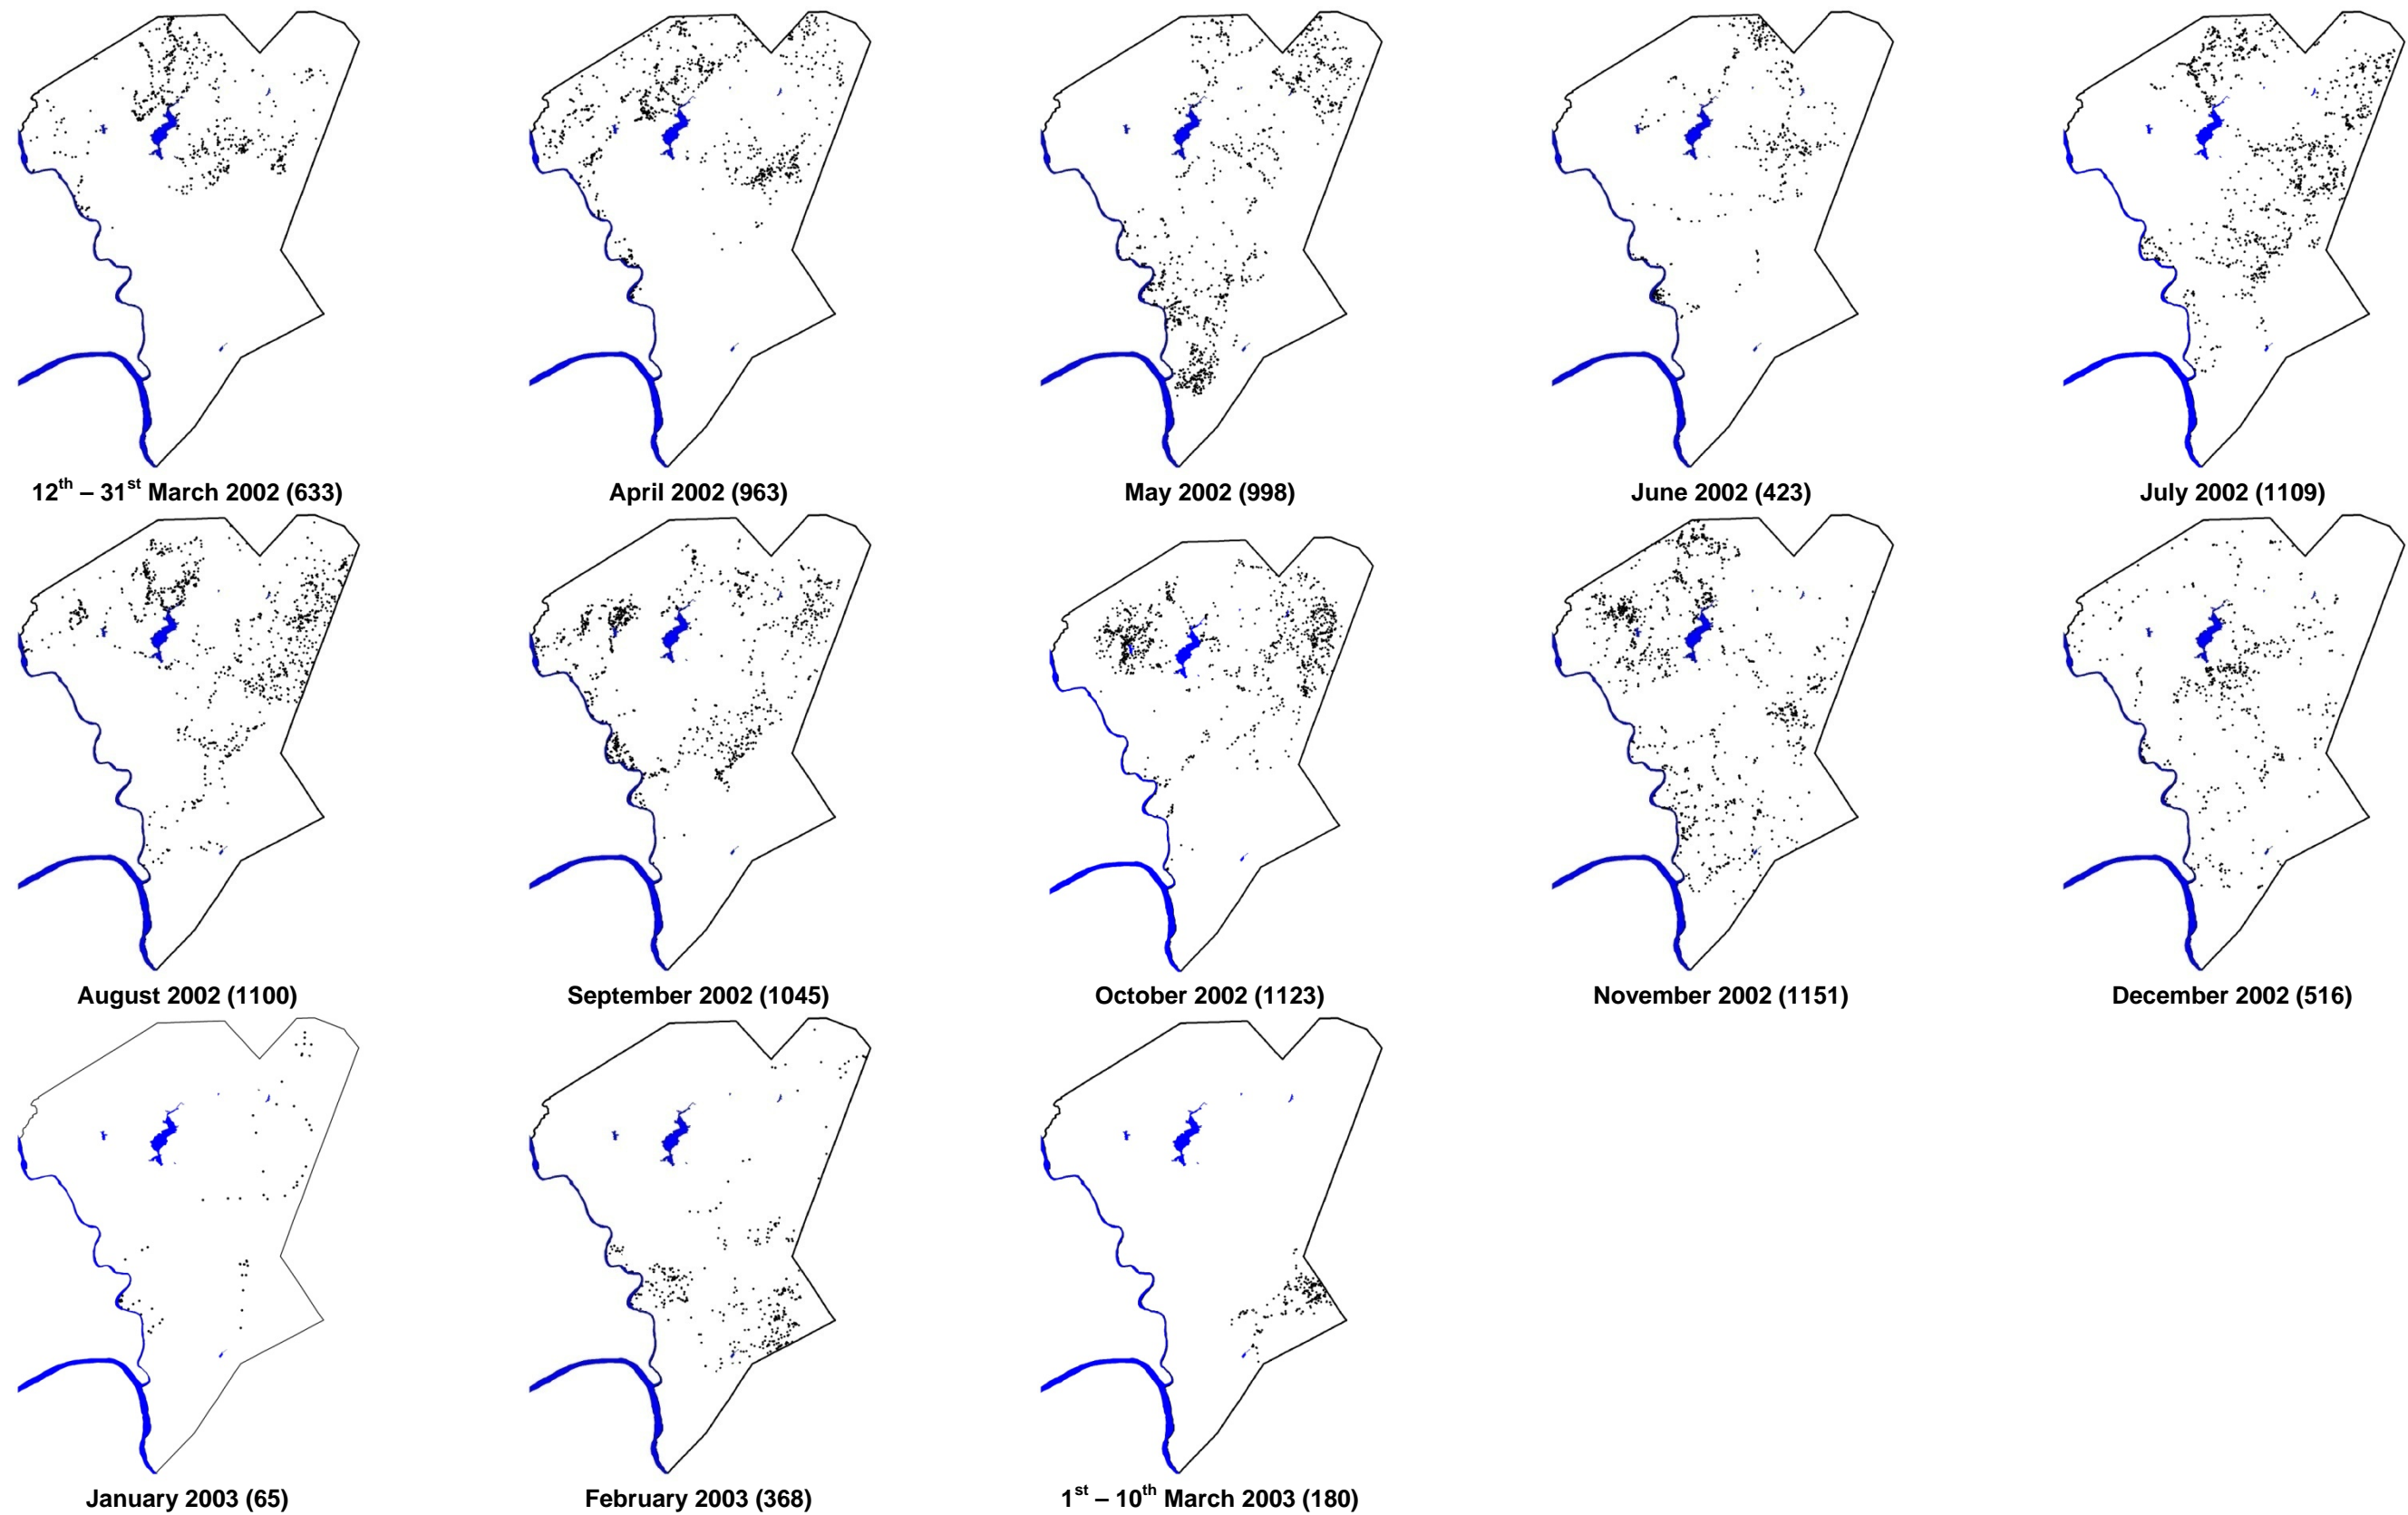 12th – 31st March 2002 (633)
April 2002 (963)
May 2002 (998)
June 2002 (423)
July 2002 (1109)
August 2002 (1100)
September 2002 (1045)
October 2002 (1123)
November 2002 (1151)
December 2002 (516)
January 2003 (65)
February 2003 (368)
1st – 10th March 2003 (180)